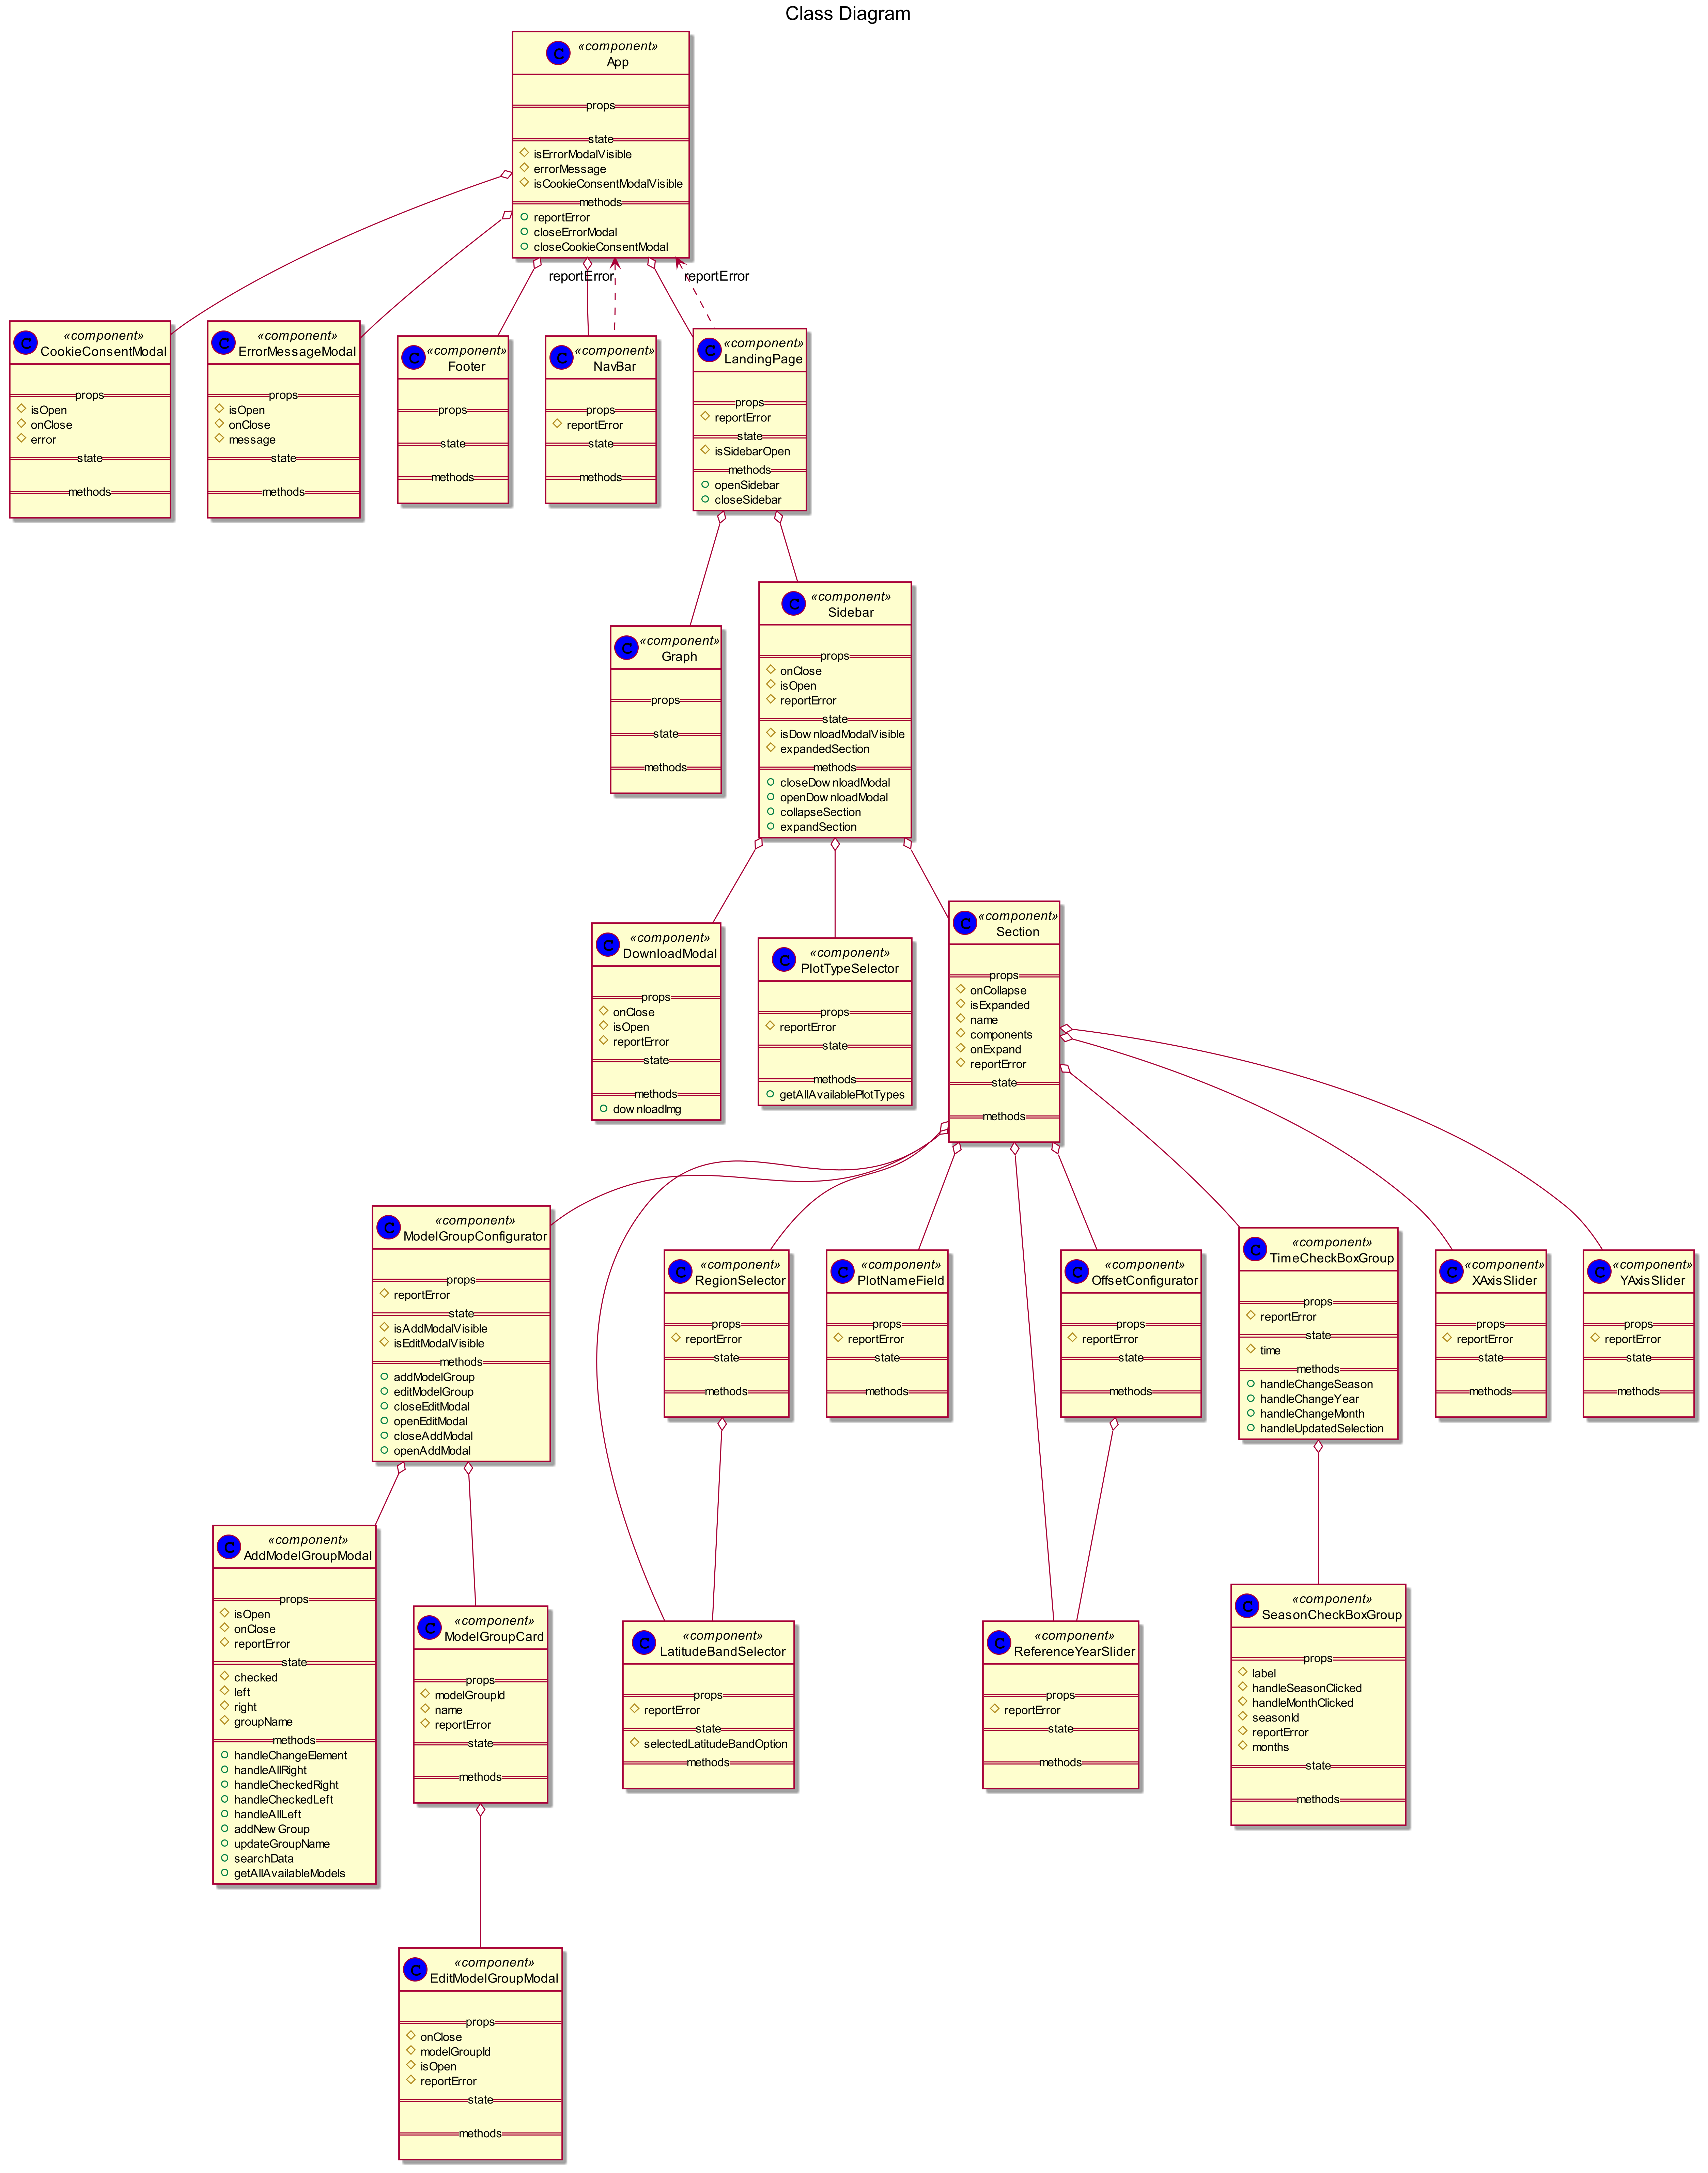 Class Diagram
C
«component»
App
props
state
isErrorModalVisible
errorMessage
isCookieConsentModalVisible
methods
reportError
closeErrorModal
closeCookieConsentModal
reportError
reportError
C
«component»
CookieConsentModal
props
isOpen
onClose
error
state
methods
C
«component»
ErrorMessageModal
props
isOpen
onClose
message
state
methods
C
«component»
Footer
props
state
methods
C
«component»
NavBar
props
reportError
state
methods
C
«component»
LandingPage
props
reportError
state
isSidebarOpen
methods
openSidebar
closeSidebar
C
«component»
Graph
props
state
methods
C
«component»
Sidebar
props
onClose
isOpen
reportError
state
isDownloadModalVisible
expandedSection
methods
closeDownloadModal
openDownloadModal
collapseSection
expandSection
C
«component»
DownloadModal
props
onClose
isOpen
reportError
state
methods
downloadImg
C
«component»
PlotTypeSelector
props
reportError
state
methods
getAllAvailablePlotTypes
C
«component»
Section
props
onCollapse
isExpanded
name
components
onExpand
reportError
state
methods
C
«component»
ModelGroupConfigurator
props
reportError
state
isAddModalVisible
isEditModalVisible
methods
addModelGroup
editModelGroup
closeEditModal
openEditModal
closeAddModal
openAddModal
C
«component»
RegionSelector
props
reportError
state
methods
C
«component»
PlotNameField
props
reportError
state
methods
C
«component»
OffsetConfigurator
props
reportError
state
methods
C
«component»
TimeCheckBoxGroup
props
reportError
state
time
methods
handleChangeSeason
handleChangeYear
handleChangeMonth
handleUpdatedSelection
C
«component»
XAxisSlider
props
reportError
state
methods
C
«component»
YAxisSlider
props
reportError
state
methods
C
«component»
AddModelGroupModal
props
isOpen
onClose
reportError
state
checked
left
right
groupName
methods
handleChangeElement
handleAllRight
handleCheckedRight
handleCheckedLeft
handleAllLeft
addNewGroup
updateGroupName
searchData
getAllAvailableModels
C
«component»
ModelGroupCard
props
modelGroupId
name
reportError
state
methods
C
«component»
LatitudeBandSelector
props
reportError
state
selectedLatitudeBandOption
methods
C
«component»
ReferenceYearSlider
props
reportError
state
methods
C
«component»
SeasonCheckBoxGroup
props
label
handleSeasonClicked
handleMonthClicked
seasonId
reportError
months
state
methods
C
«component»
EditModelGroupModal
props
onClose
modelGroupId
isOpen
reportError
state
methods